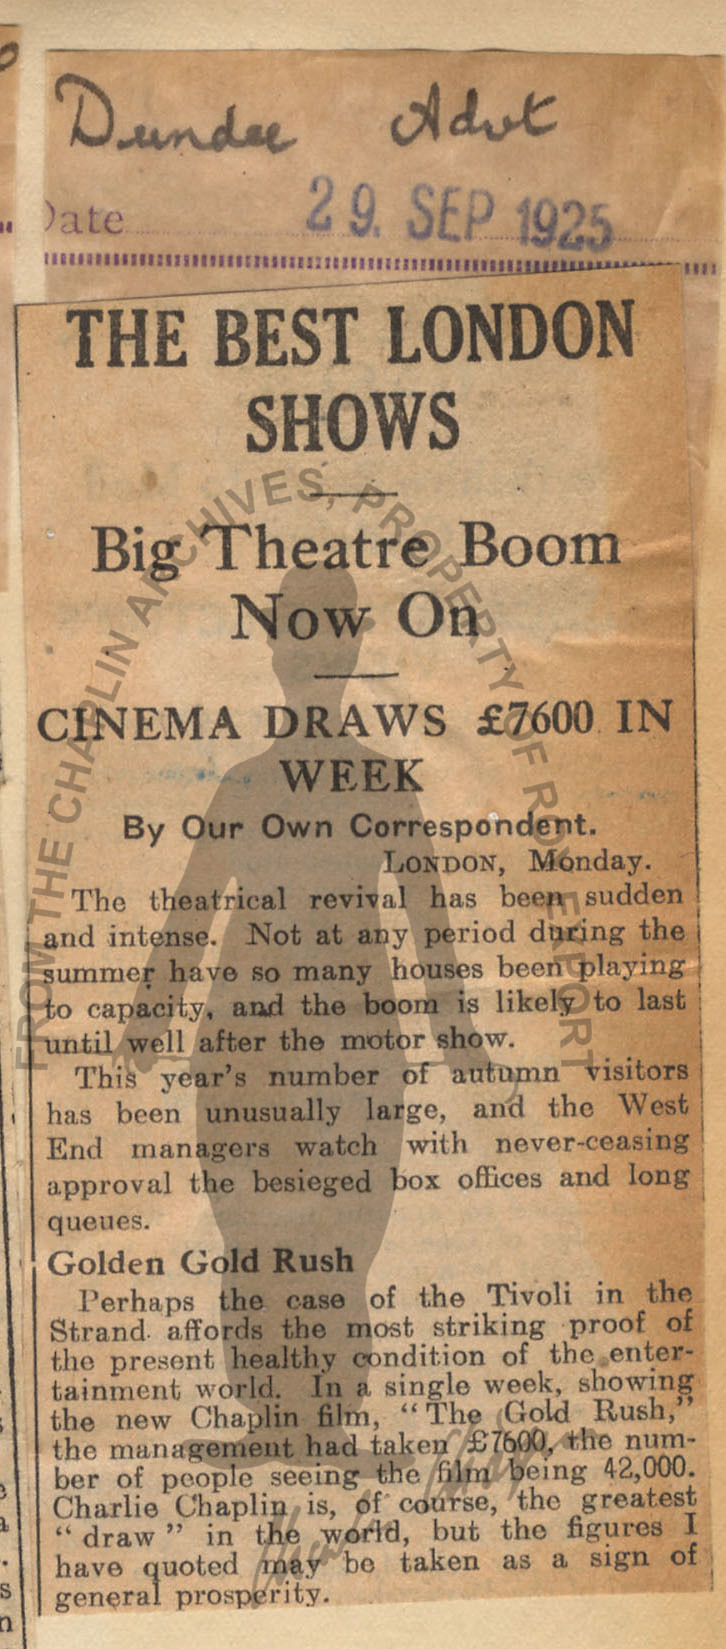 Dundee Advt
Date 29. SEP 1925
THE BEST LONDON
SHOWS
Big Theatre Boom
Now On
CINEMA DRAWS £7600 IN
WEEK
By Our Own Correspondent.
LONDON, Monday.
The theatrical revival has been sudden
and intense. Not at any period during the
summer have so many houses been playing
to capacity, and the boom is likely to last
until well after the motor show.
This year's number of autumn visitors
has been unusually large, and the West
End managers watch with never-ceasing
approval the besieged box offices and long
queues.
Golden Gold Rush
Perhaps the case of the Tivoli in the
Strand affords the most striking proof of
the present healthy condition of the enter-
tainment world. In a single week, showing
the new Chaplin film, "The Gold Rush,"
the management had taken £7600, the num-
ber of people seeing the film being 42,000.
Charlie Chaplin is, of course, the greatest
"draw" in the world, but the figures I
have quoted may be taken as a sign of
general prosperity.
FROM THE CHAPLIN ARCHIVES, PROPERTY OF ROY EXPORT